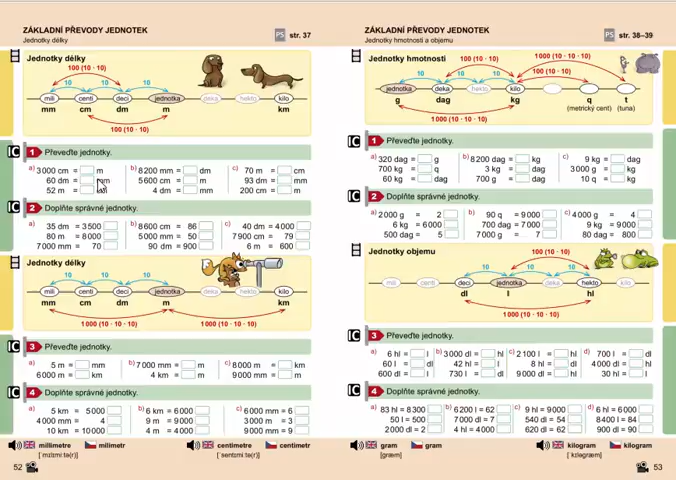 ZÁKLADNÍ PŘEVODY JEDNOTEK
Jednotky délky
PS str. 37
Jednotky délky
100 (10 · 10)
10 10 10
mili centi deci jednotka deka hekto kilo
mm cm dm m km
100 (10 · 10)
1 Převeďte jednotky.
a) 3 000 cm = m b) 8 200 mm = dm c) 70 m = cm
60 dm = mm 5 600 cm = m 93 dm = mm
52 m = 4 dm = mm 200 cm = m
2 Doplňte správné jednotky.
a) 35 dm = 3 500 b) 8 600 cm = 86 c) 40 dm = 4 000
80 m = 8 000 5 000 mm = 50 7 900 cm = 79
7 000 mm = 70 90 dm = 900 6 m = 600
Jednotky délky
10 10 10
mili centi deci jednotka deka hekto kilo
mm cm dm m km
1 000 (10 · 10 · 10) 1 000 (10 · 10 · 10)
3 Převeďte jednotky.
a) 5 m = mm b) 7 000 mm = m c) 8 000 m = km
6 000 m = km 4 km = m 9 000 mm = m
4 Doplňte správné jednotky.
a) 5 km = 5 000 b) 6 km = 6 000 c) 6 000 mm = 6
4 000 mm = 4 9 m = 9 000 3 000 m = 3
10 km = 10 000 4 m = 4 000 9 000 mm = 9
millimetre milimetr centimetre centimetr
52
ZÁKLADNÍ PŘEVODY JEDNOTEK
Jednotky hmotnosti a objemu
PS str. 38–39
Jednotky hmotnosti
100 (10 · 10) 1 000 (10 · 10 · 10)
10 10 10 10 100 (10 · 10)
jednotka deka hekto kilo
g dag kg q t
(metrický cent) (tuna)
1 000 (10 · 10 · 10)
1 Převeďte jednotky.
a) 320 dag = g b) 8 200 dag = kg c) 9 kg = dag
700 kg = q 3 kg = dag 3 000 g = kg
60 kg = dag 700 g = dag 10 q = kg
2 Doplňte správné jednotky.
a) 2 000 g = 2 b) 90 q = 9 000 c) 4 000 g = 4
6 kg = 6 000 700 dag = 7 000 9 kg = 9 000
500 dag = 5 7 000 g = 7 80 dag = 800
Jednotky objemu
100 (10 · 10)
10 10 10
mili centi deci jednotka deka hekto kilo
dl l hl
1 000 (10 · 10 · 10)
3 Převeďte jednotky.
a) 6 hl = l b) 3 000 dl = hl c) 2 100 l = hl d) 700 l = dl
60 l = dl 42 hl = l 8 hl = dl 4 000 dl = hl
600 dl = l 730 l = dl 9 000 dl = hl 30 hl = l
4 Doplňte správné jednotky.
a) 83 hl = 8 300 b) 6 200 l = 62 c) 9 hl = 9 000 d) 6 hl = 6 000
50 l = 500 7 000 dl = 7 540 dl = 54 8 400 l = 84
2 000 dl = 2 4 hl = 4 000 620 dl = 62 900 dl = 90
gram gram kilogram kilogram
[græm]
53